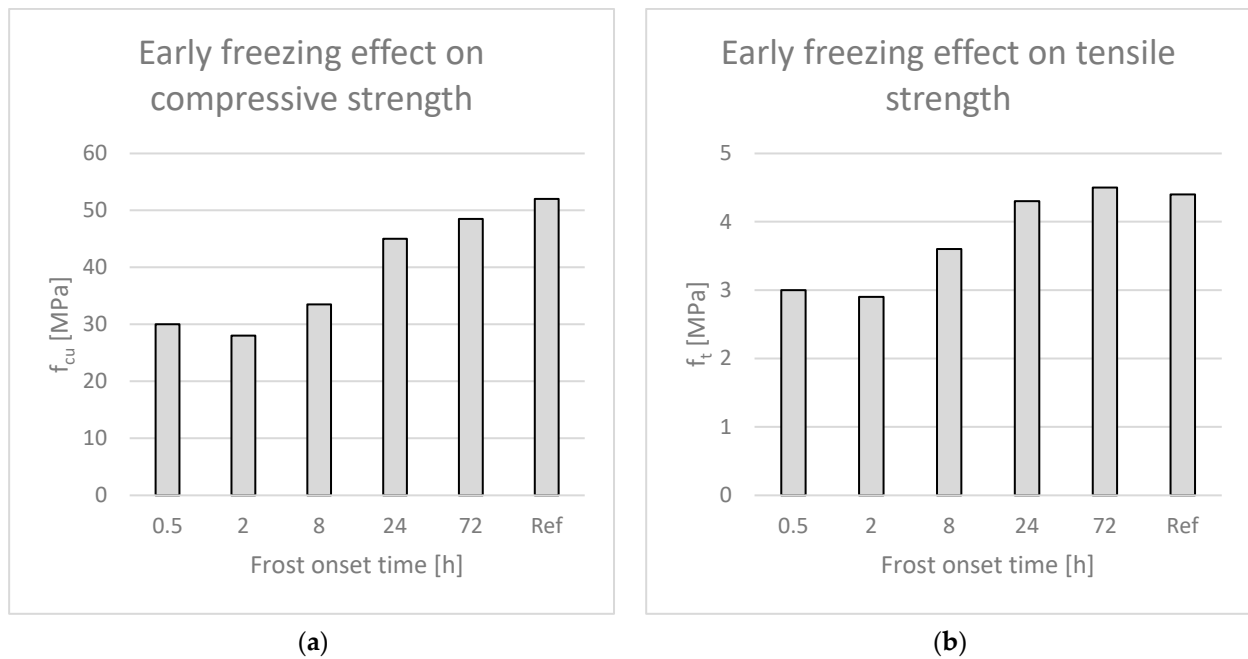 Early freezing effect on
compressive strength
60
50
40
30
20
10
0
f_cu [MPa]
0.5 2 8 24 72 Ref
Frost onset time [h]
(a)
Early freezing effect on tensile
strength
5
4
3
2
1
0
f_t [MPa]
0.5 2 8 24 72 Ref
Frost onset time [h]
(b)